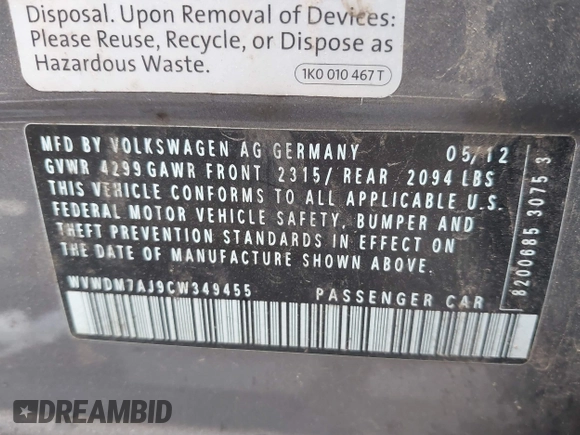 Disposal. Upon Removal of Devices:
Please Reuse, Recycle, or Dispose as
Hazardous Waste.
1K0 010 467 T
MFD BY VOLKSWAGEN AG GERMANY 05/12
GVWR 4299 GAWR FRONT 2315/ REAR 2094 LBS
THIS VEHICLE CONFORMS TO ALL APPLICABLE U.S.
FEDERAL MOTOR VEHICLE SAFETY, BUMPER AND
THEFT PREVENTION STANDARDS IN EFFECT ON
THE DATE OF MANUFACTURE SHOWN ABOVE.
WVWDM7AJ9CW349455 PASSENGER CAR
8200685 3075 3
DREAMBID